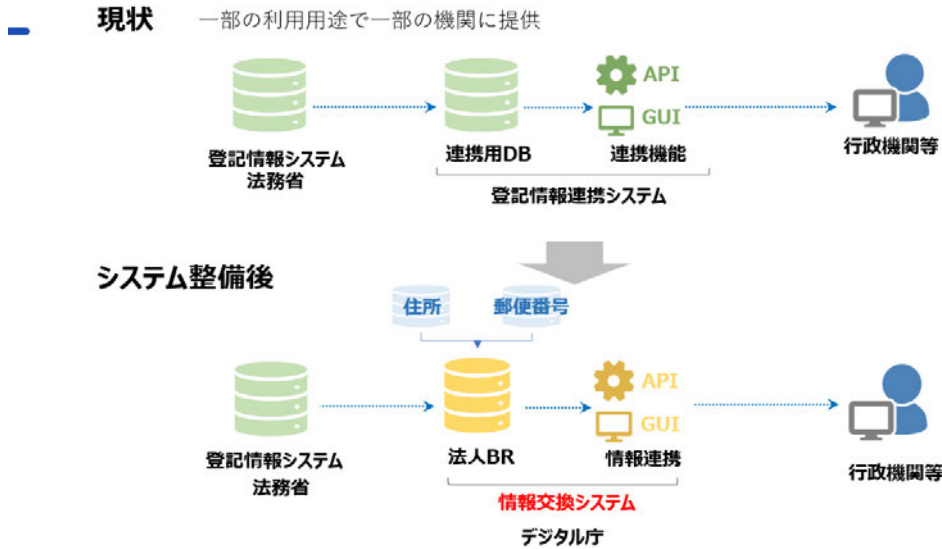 現状 一部の利用用途で一部の機関に提供
API
GUI
登記情報システム
法務省
連携用DB
連携機能
行政機関等
登記情報連携システム
システム整備後
住所
郵便番号
API
GUI
登記情報システム
法務省
法人BR
情報連携
行政機関等
情報交換システム
デジタル庁